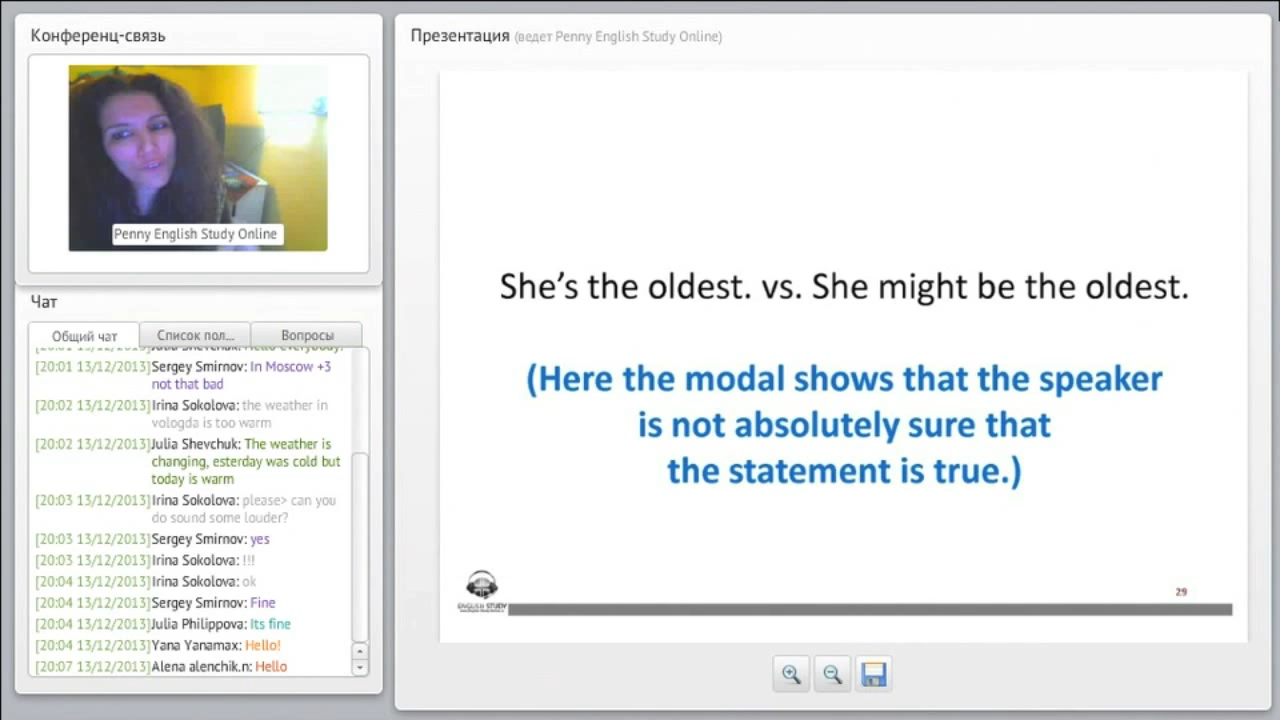 Конференц-связь
Penny English Study Online
Чат
Общий чат
Список пол...
Вопросы
Julia Shevchuk: Hello everybody!
[20:01 13/12/2013] Sergey Smirnov: In Moscow +3
not that bad
[20:02 13/12/2013] Irina Sokolova: the weather in
vologda is too warm
[20:02 13/12/2013] Julia Shevchuk: The weather is
changing, esterday was cold but
today is warm
[20:03 13/12/2013] Irina Sokolova: please> can you
do sound some louder?
[20:03 13/12/2013] Sergey Smirnov: yes
[20:03 13/12/2013] Irina Sokolova: !!!
[20:04 13/12/2013] Irina Sokolova: ok
[20:04 13/12/2013] Sergey Smirnov: Fine
[20:04 13/12/2013] Julia Philippova: Its fine
[20:04 13/12/2013] Yana Yanamax: Hello!
[20:07 13/12/2013] Alena alenchik.n: Hello
Презентация (ведет Penny English Study Online)
She's the oldest. vs. She might be the oldest.
(Here the modal shows that the speaker
is not absolutely sure that
the statement is true.)
ENGLISH STUDY
29